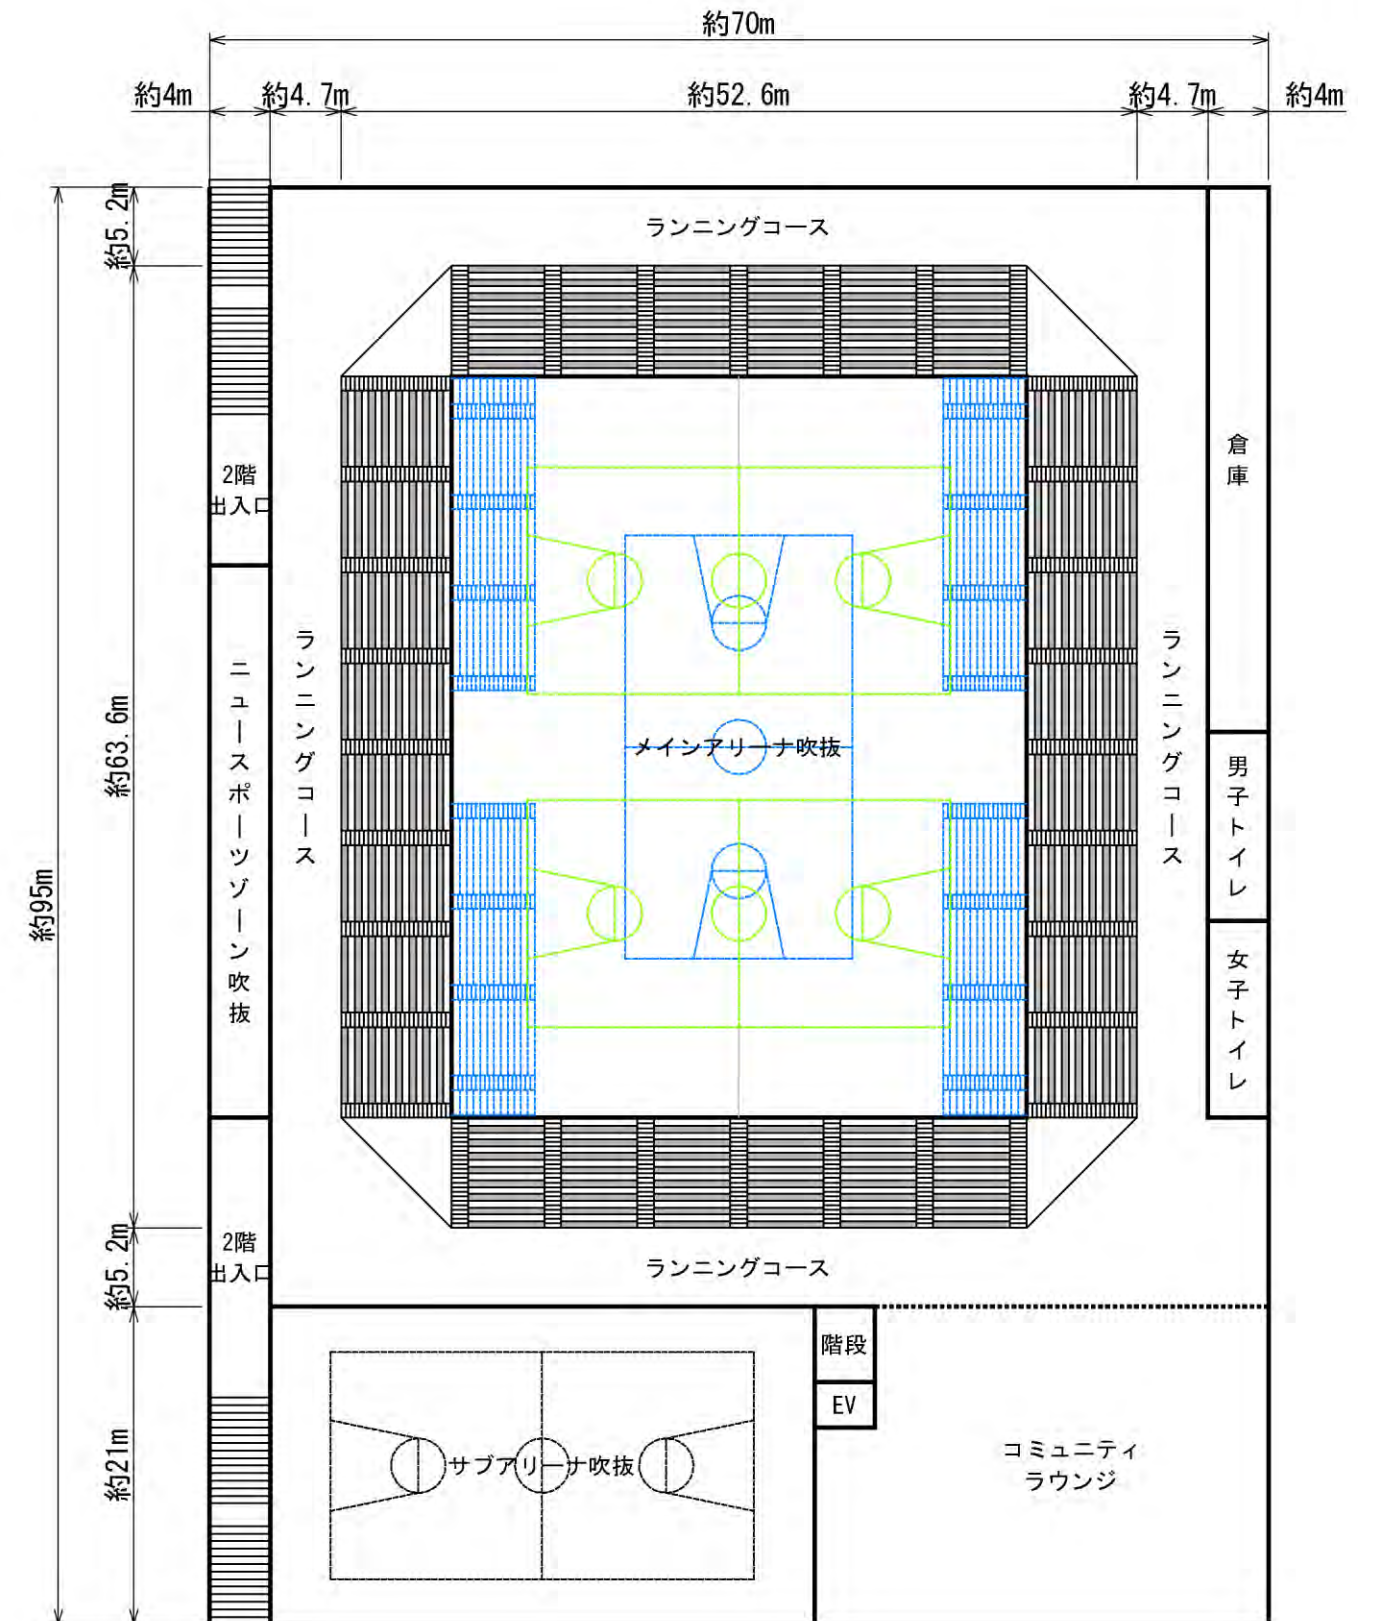 約70m
約4m
約4.7m
約52.6m
約4.7m
約4m
約5.2m
約63.6m
約95m
約5.2m
約21m
ランニングコース
2階
出入口
ニュースポーツゾーン吹抜
ランニングコース
メインアリーナ吹抜
ランニングコース
倉庫
男子トイレ
女子トイレ
2階
出入口
ランニングコース
階段
EV
サブアリーナ吹抜
コミュニティ
ラウンジ